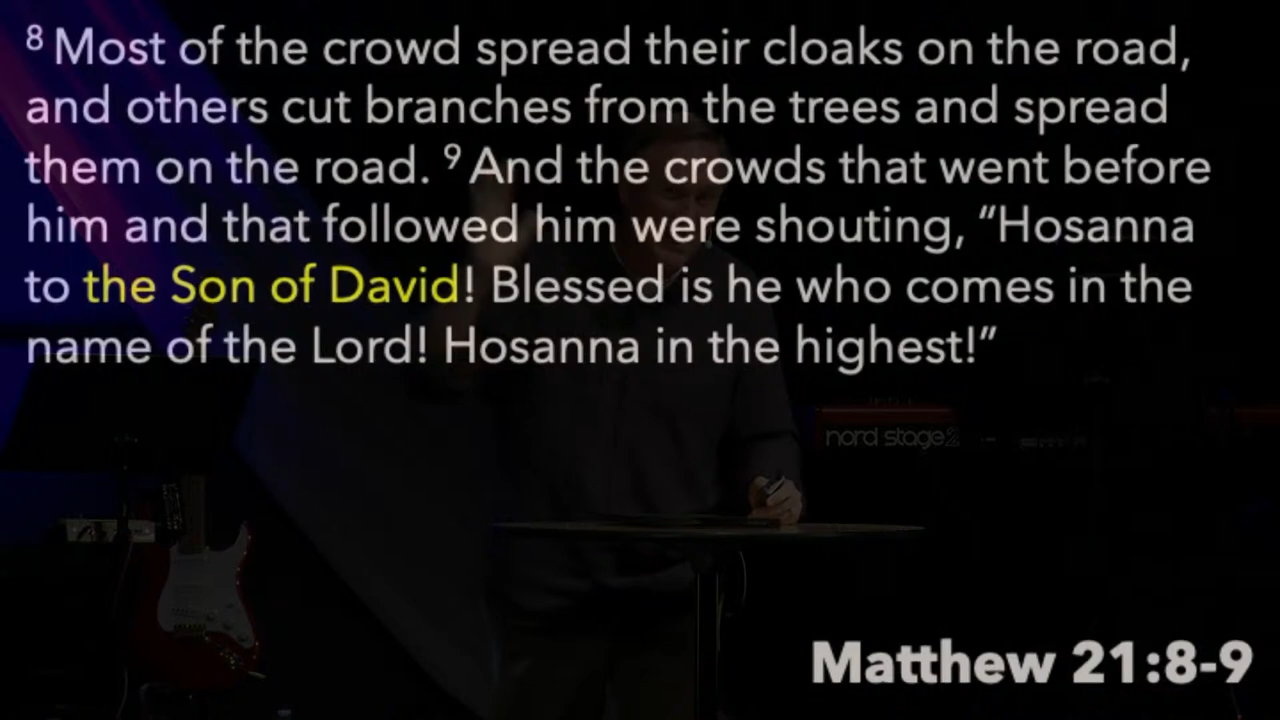 8 Most of the crowd spread their cloaks on the road,
and others cut branches from the trees and spread
them on the road. 9 And the crowds that went before
him and that followed him were shouting, “Hosanna
to the Son of David! Blessed is he who comes in the
name of the Lord! Hosanna in the highest!”
nord stage2
Matthew 21:8-9